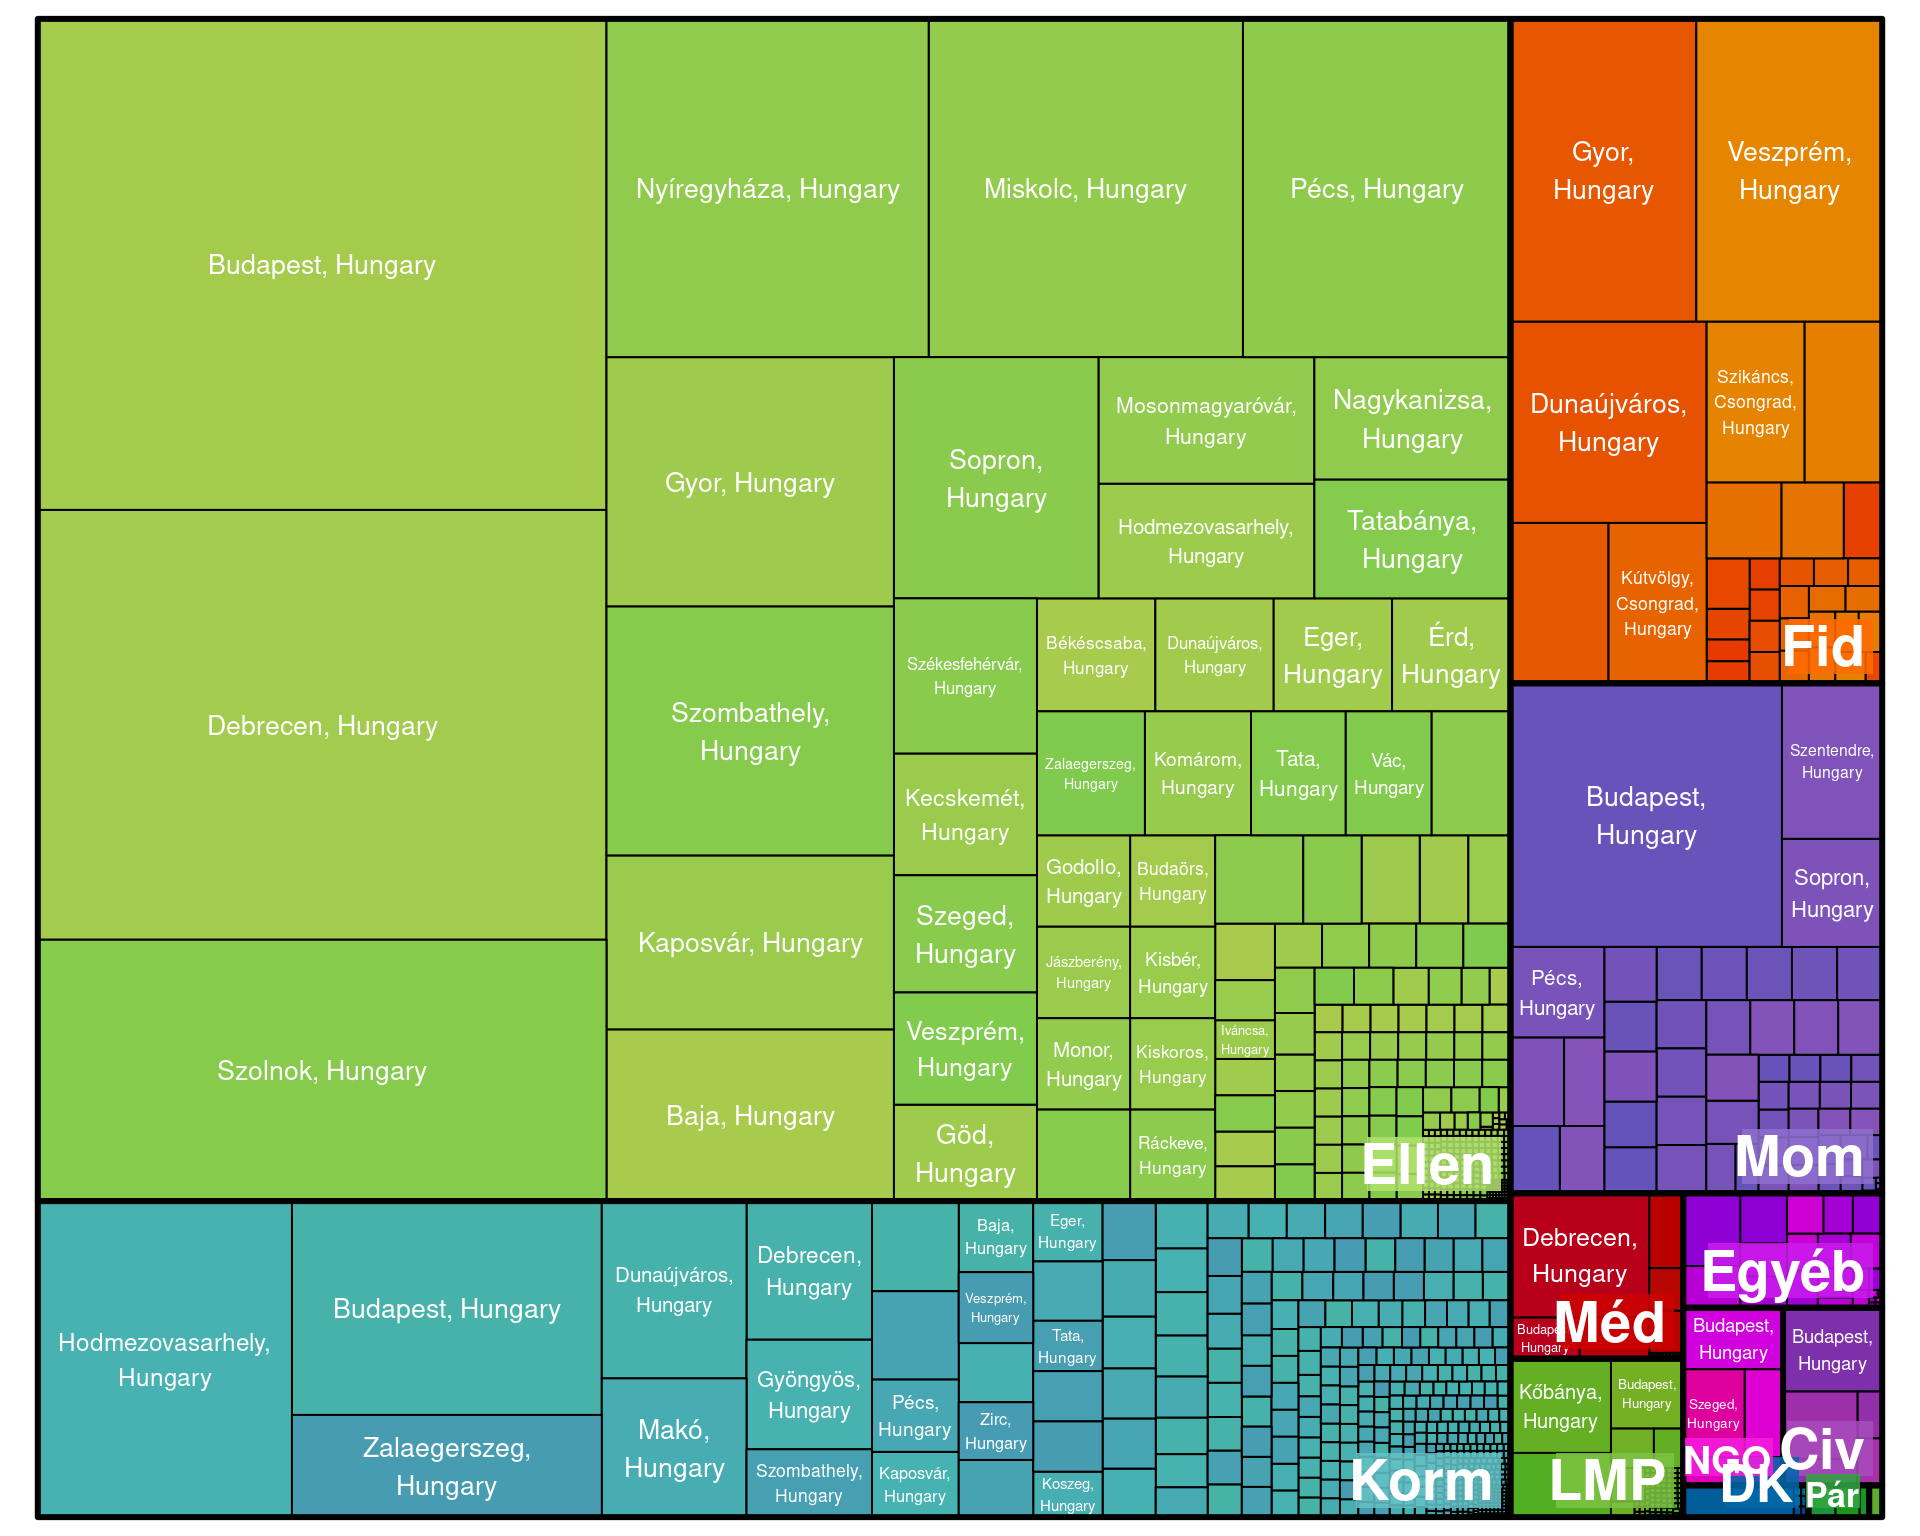 Budapest, Hungary
Debrecen, Hungary
Szolnok, Hungary
Nyíregyháza, Hungary
Miskolc, Hungary
Pécs, Hungary
Gyor, Hungary
Szombathely,
Hungary
Kaposvár, Hungary
Baja, Hungary
Sopron,
Hungary
Mosonmagyaróvár,
Hungary
Hodmezovasarhely,
Hungary
Nagykanizsa,
Hungary
Tatabánya,
Hungary
Székesfehérvár,
Hungary
Kecskemét,
Hungary
Szeged,
Hungary
Veszprém,
Hungary
Göd,
Hungary
Békéscsaba,
Hungary
Dunaújváros,
Hungary
Eger,
Hungary
Érd,
Hungary
Zalaegerszeg,
Hungary
Komárom,
Hungary
Tata,
Hungary
Vác,
Hungary
Godollo,
Hungary
Budaörs,
Hungary
Jászberény,
Hungary
Kisbér,
Hungary
Monor,
Hungary
Kiskoros,
Hungary
Ráckeve,
Hungary
Iváncsa,
Hungary
Ellen
Hodmezovasarhely,
Hungary
Budapest, Hungary
Zalaegerszeg,
Hungary
Dunaújváros,
Hungary
Makó,
Hungary
Debrecen,
Hungary
Gyöngyös,
Hungary
Szombathely,
Hungary
Pécs,
Hungary
Kaposvár,
Hungary
Baja,
Hungary
Veszprém,
Hungary
Zirc,
Hungary
Eger,
Hungary
Tata,
Hungary
Koszeg,
Hungary
Korm
Gyor,
Hungary
Veszprém,
Hungary
Dunaújváros,
Hungary
Szikáncs,
Csongrad,
Hungary
Kútvölgy,
Csongrad,
Hungary
Fid
Budapest,
Hungary
Szentendre,
Hungary
Sopron,
Hungary
Pécs,
Hungary
Mom
Debrecen,
Hungary
Hungary
Méd
Egyéb
Kőbánya,
Hungary
Budapest,
Hungary
LMP
Budapest,
Hungary
Szeged,
Hungary
NGO
Budapest,
Hungary
Civ
DK
Pár